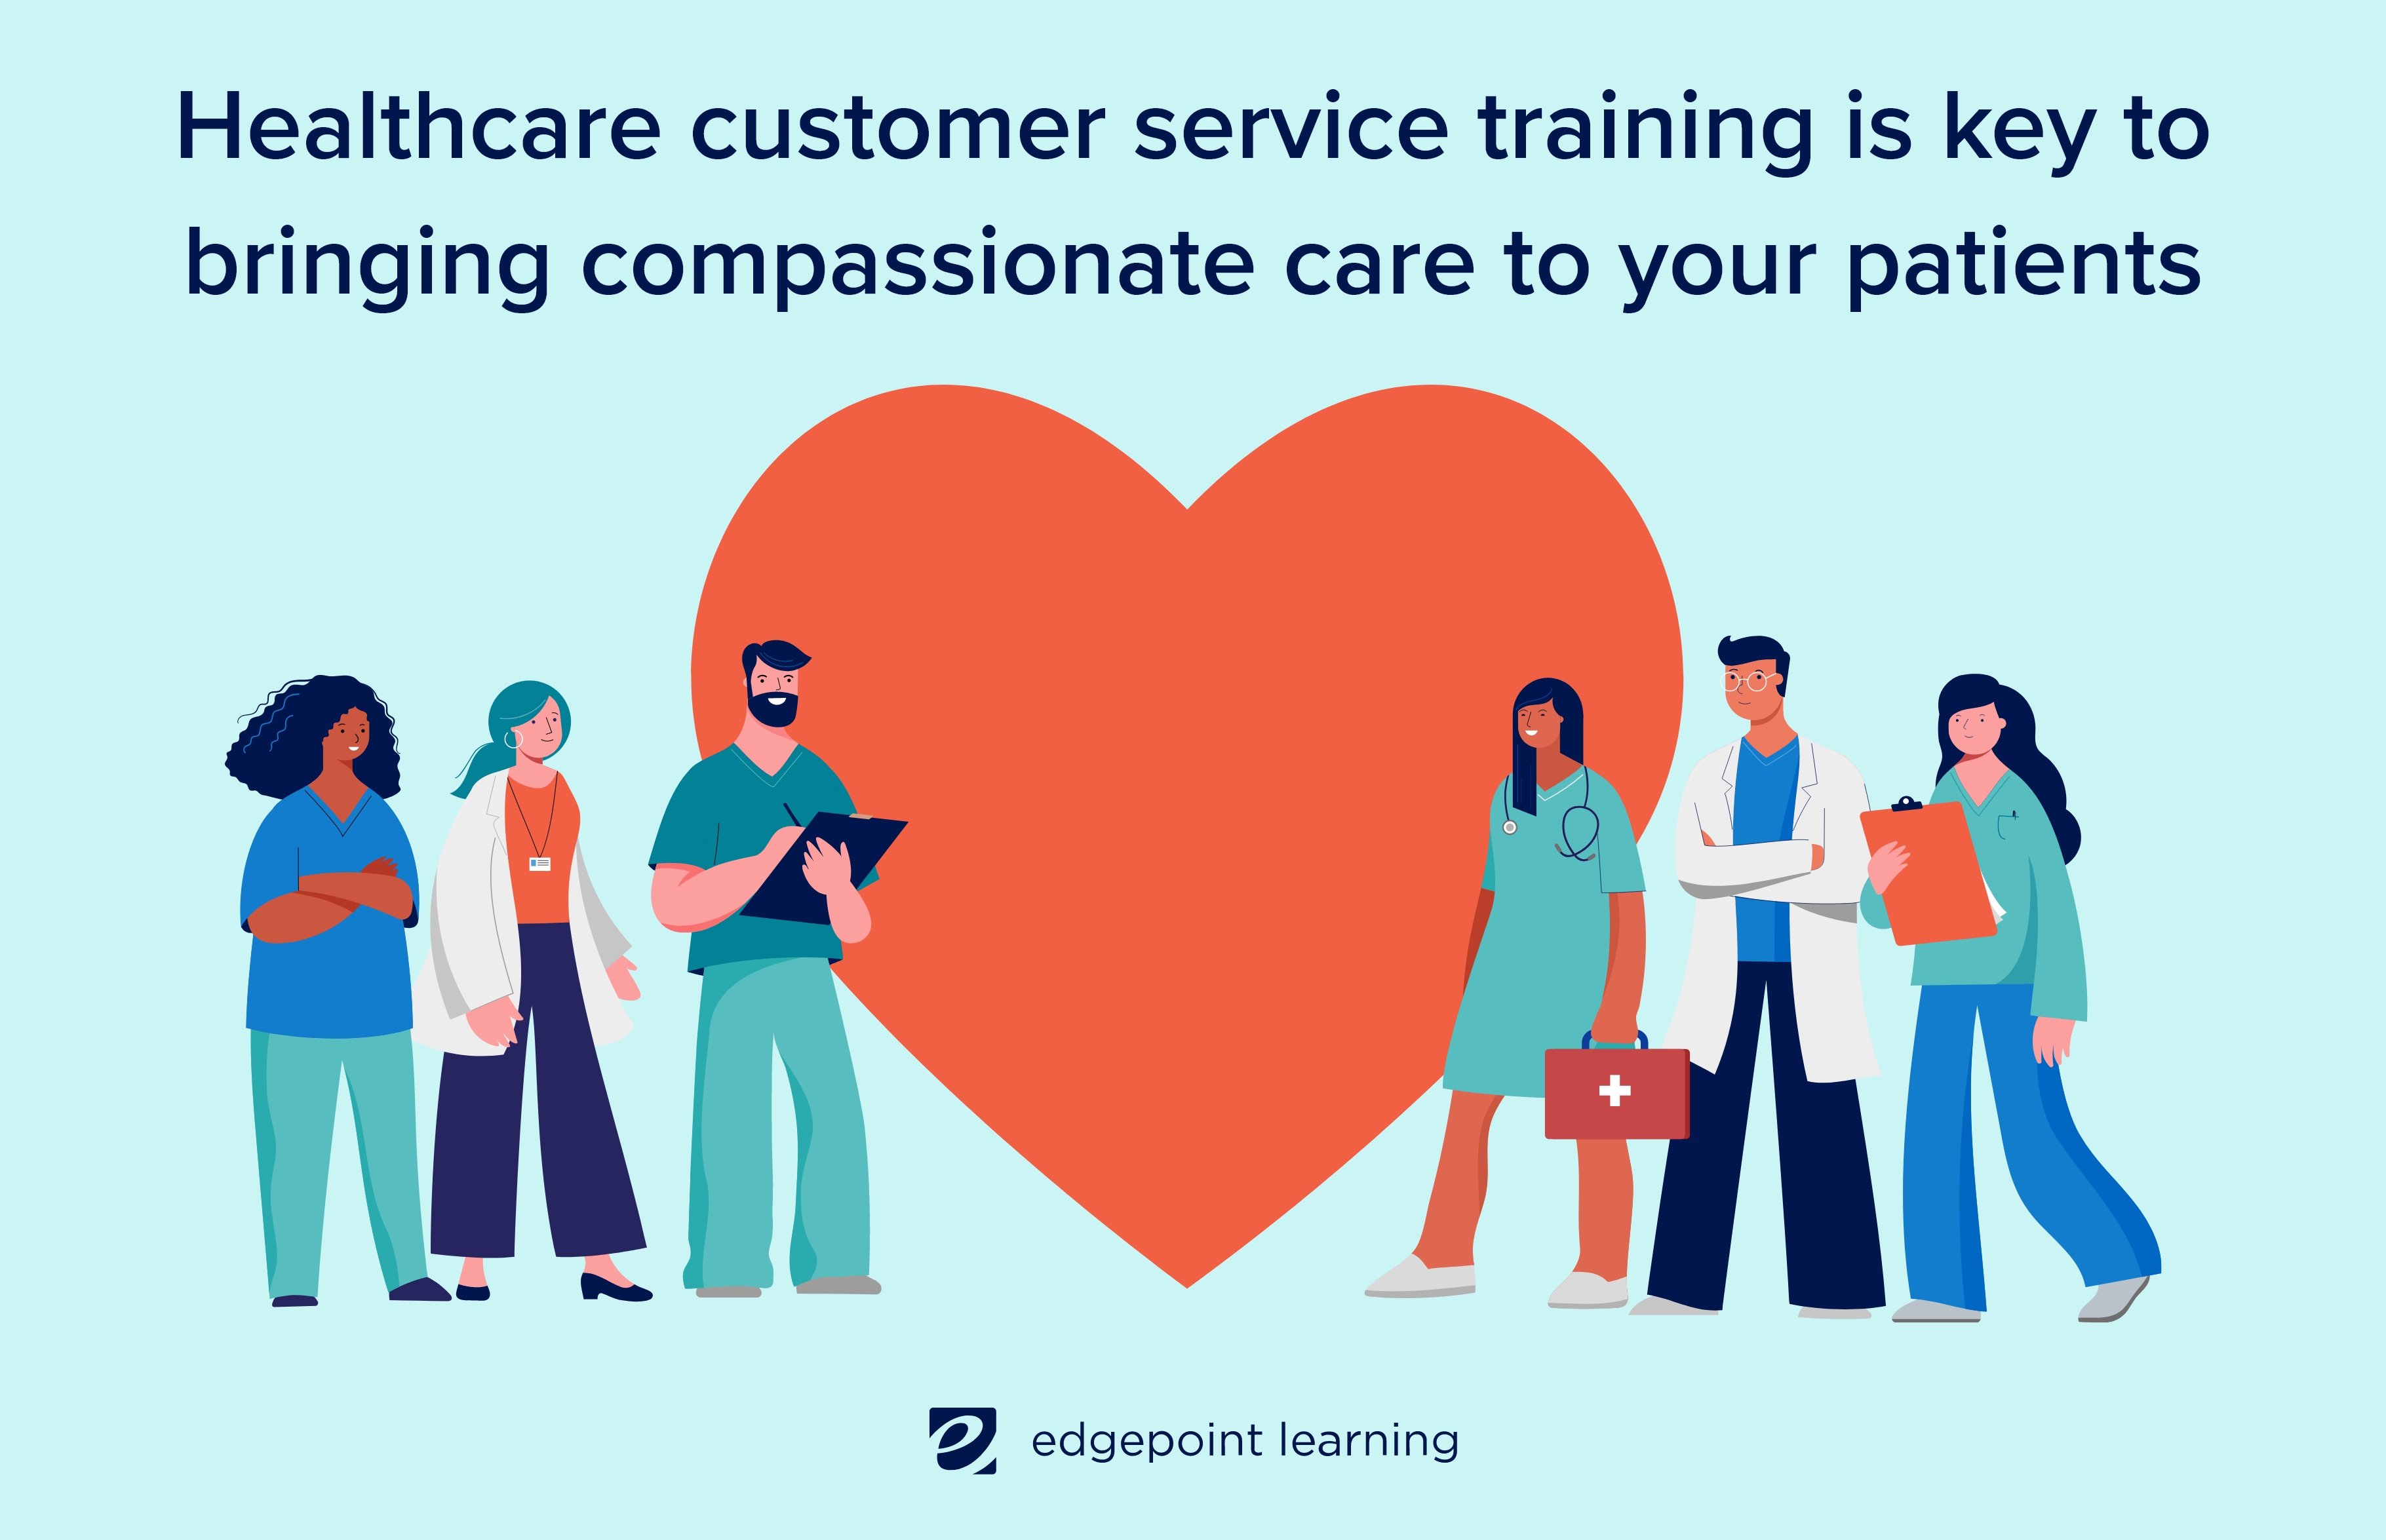 Healthcare customer service training is key to
bringing compassionate care to your patients
edgepoint learning